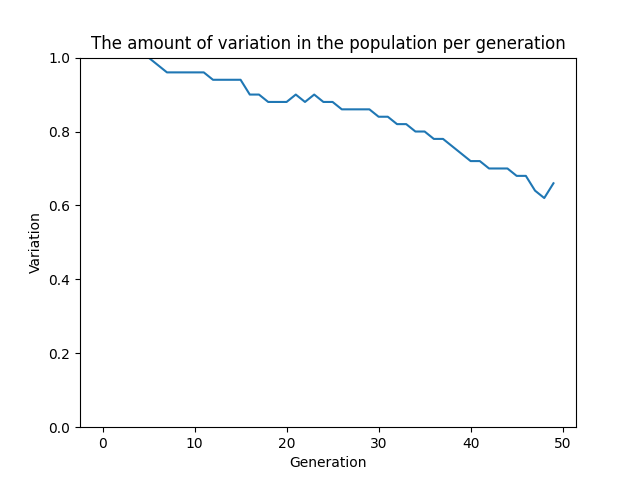 The amount of variation in the population per generation
1.0
0.8
0.6
0.4
0.2
0.0
Variation
0 10 20 30 40 50
Generation